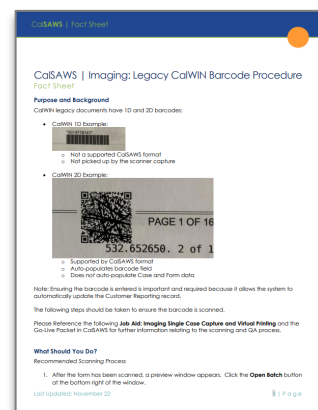 CalSAWS | Fact Sheet
CalSAWS | Imaging: Legacy CalWIN Barcode Procedure
Fact Sheet
Purpose and Background
CalWIN legacy documents have 1D and 2D barcodes:
• CalWIN 1D Example:
o Not a supported CalSAWS format
o Not picked up by the scanner capture
• CalWIN 2D Example:
PAGE 1 OF 16
532.652650. 2 of 1
o Supported by CalSAWS format
o Auto-populates barcode field
o Does not auto-populate Case and Form data
Note: Ensuring the barcode is entered is important and required because it allows the system to
automatically update the Customer Reporting record.
The following steps should be taken to ensure the barcode is scanned.
Please Reference the following Job Aid: Imaging Single Case Capture and Virtual Printing and the
Go-Live Packet in CalSAWS for further information relating to the scanning and QA process.
What Should You Do?
Recommended Scanning Process
1. After the form has been scanned, a preview window appears. Click the Open Batch button
at the bottom right of the window.
Last Updated: November 22
| Page